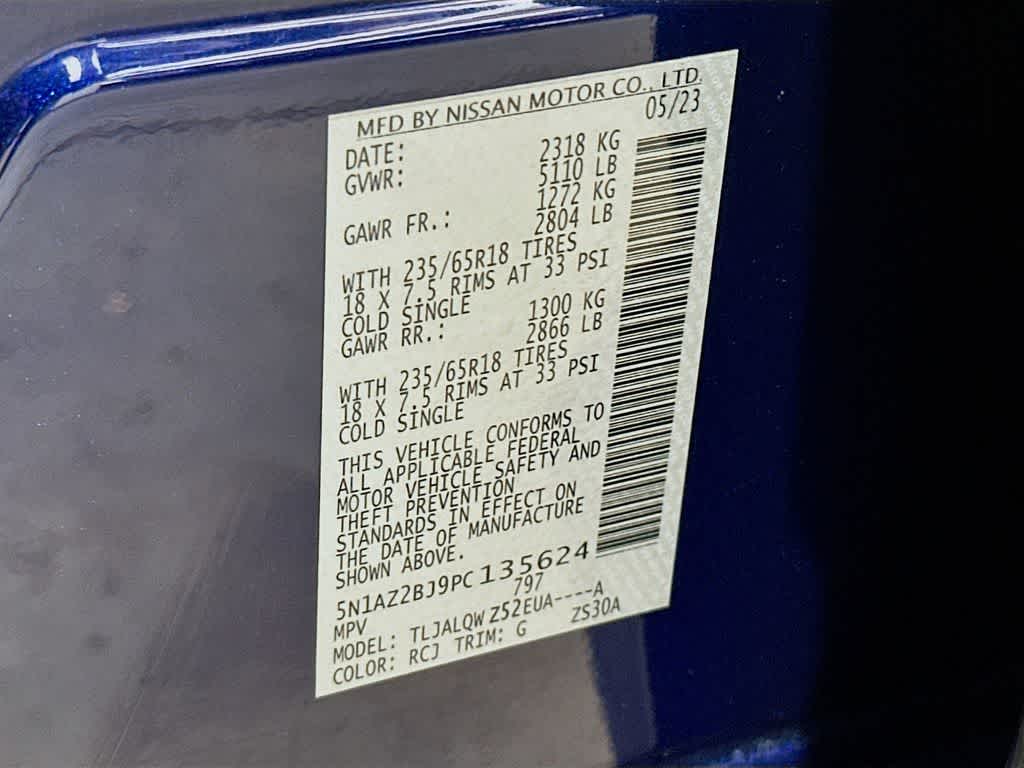 MFD BY NISSAN MOTOR CO., LTD.
DATE: 05/23
GVWR: 2318 KG
5110 LB
GAWR FR.: 1272 KG
2804 LB
WITH 235/65R18 TIRES
18 X 7.5 RIMS AT 33 PSI
COLD SINGLE
GAWR RR.: 1300 KG
2866 LB
WITH 235/65R18 TIRES
18 X 7.5 RIMS AT 33 PSI
COLD SINGLE
THIS VEHICLE CONFORMS TO
ALL APPLICABLE FEDERAL
MOTOR VEHICLE SAFETY AND
THEFT PREVENTION
STANDARDS IN EFFECT ON
THE DATE OF MANUFACTURE
SHOWN ABOVE.
5N1AZ2BJ9PC135624
MPV 797
MODEL: TLJALQWZ52EUA----A
COLOR: RCJ TRIM: G ZS30A